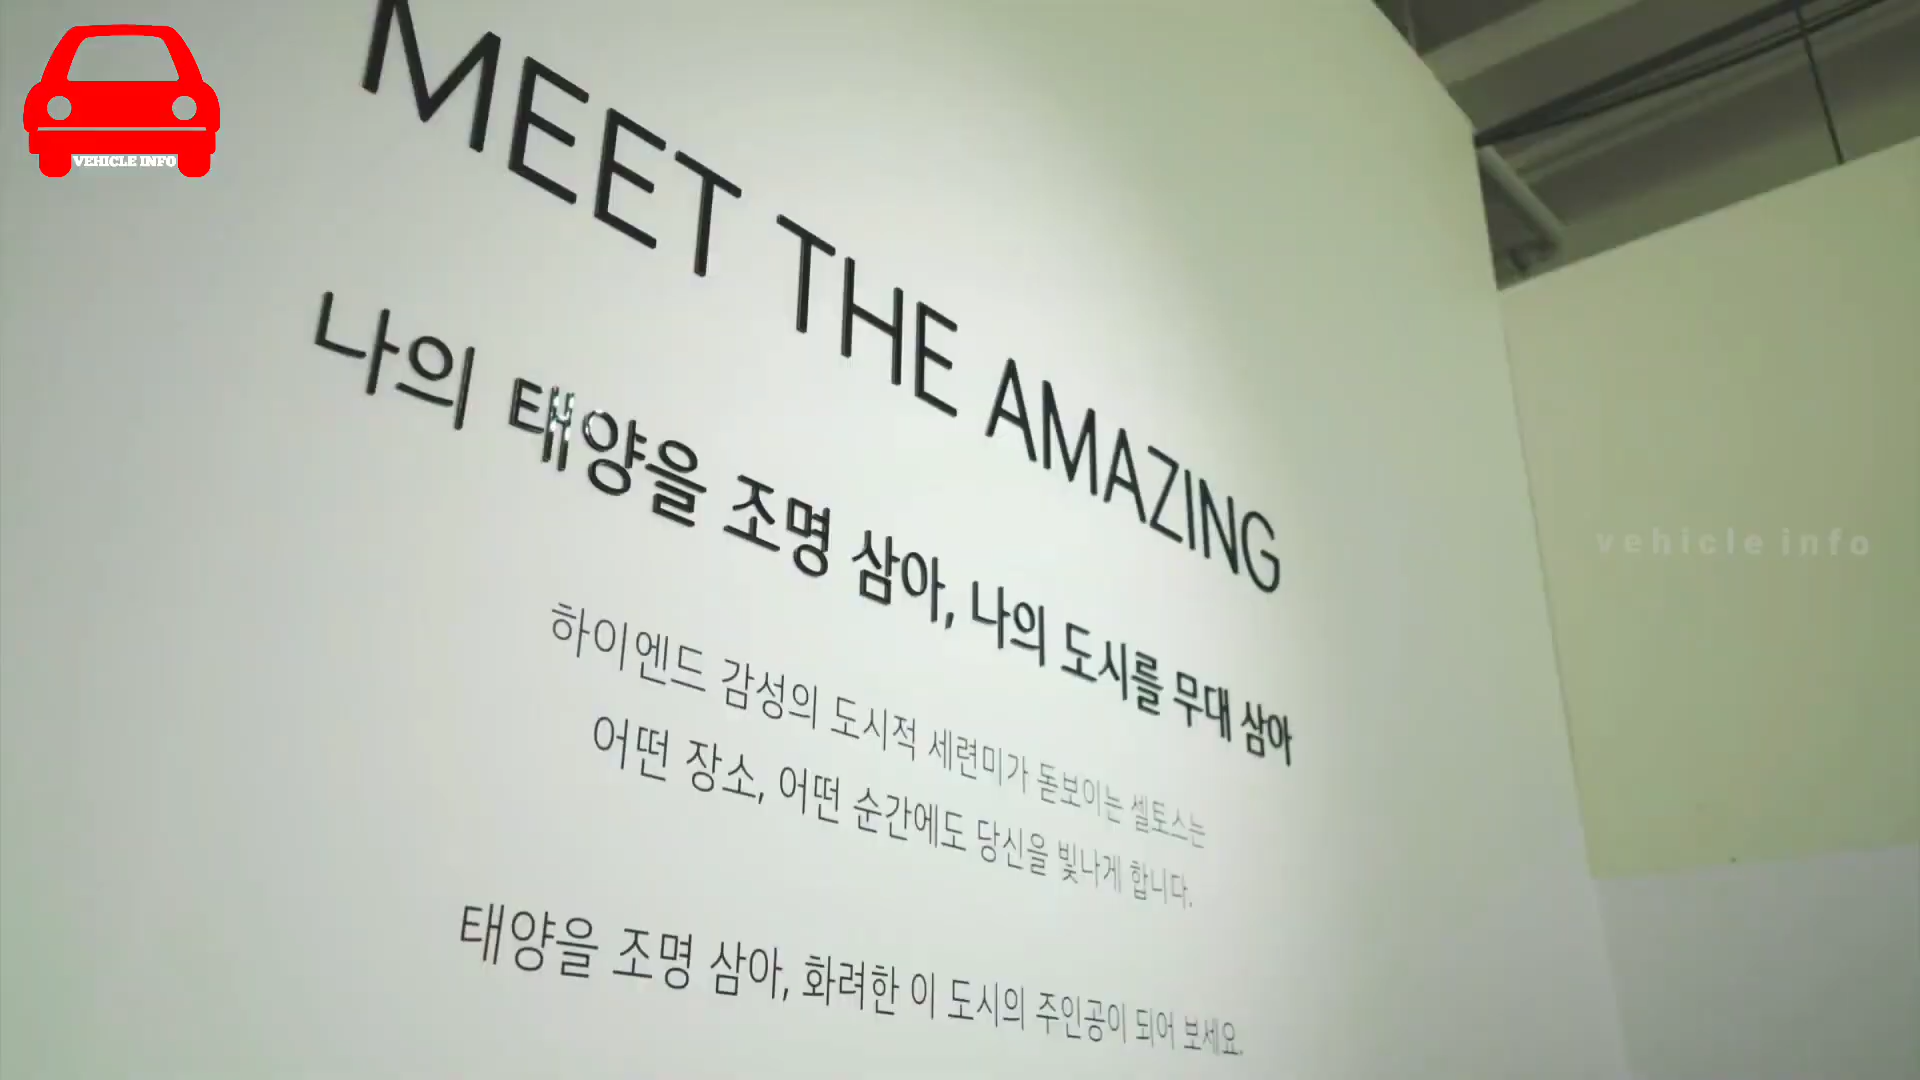 VEHICLE INFO
MEET THE AMAZING
나의 태양을 조명 삼아, 나의 도시를 무대 삼아
하이엔드 감성의 도시적 세련미가 돋보이는 셀토스는
어떤 장소, 어떤 순간에도 당신을 빛나게 합니다.
태양을 조명 삼아, 화려한 이 도시의 주인공이 되어 보세요.
vehicle info